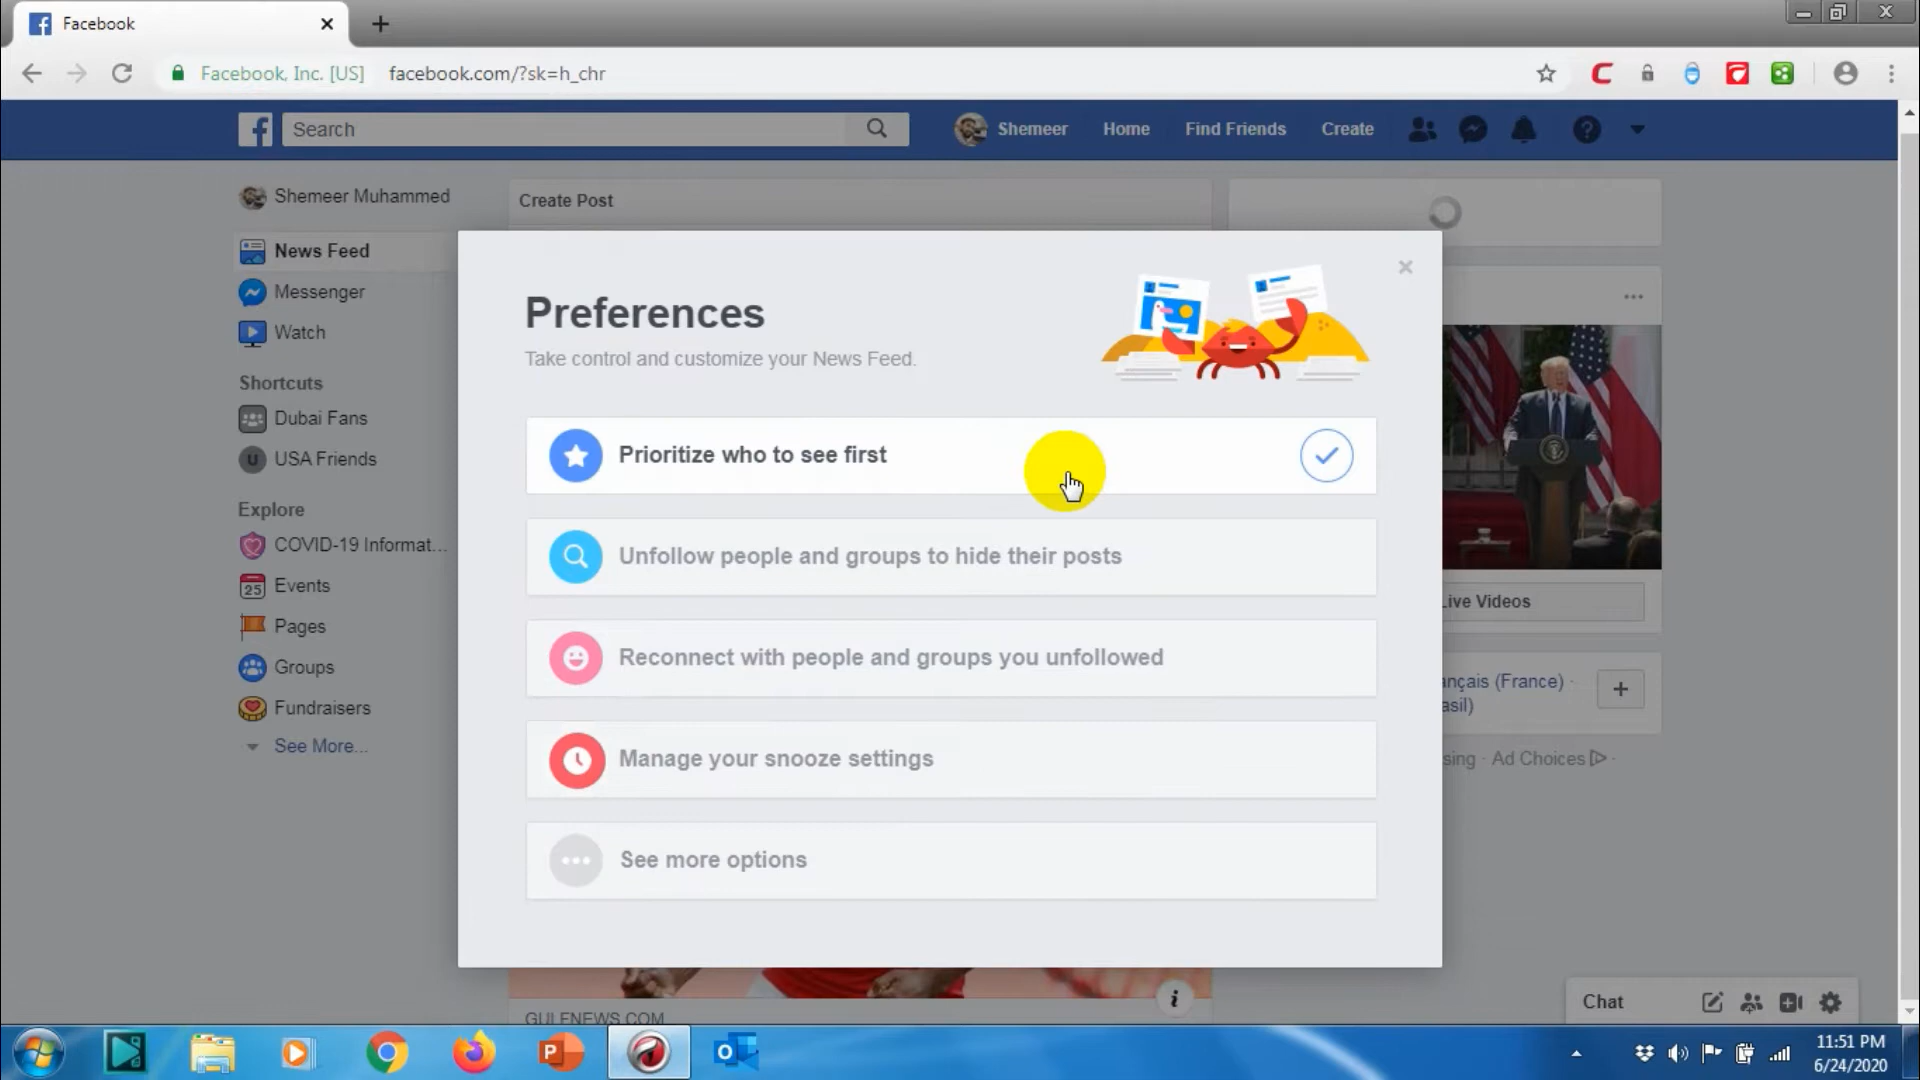 Facebook
Facebook, Inc. [US]
facebook.com/?sk=h_chr
Search
Shemeer
Home
Find Friends
Create
Shemeer Muhammed
News Feed
Messenger
Watch
Shortcuts
Dubai Fans
U
USA Friends
Explore
COVID-19 Informat...
25
Events
Pages
Groups
Fundraisers
See More...
Create Post
Preferences
Take control and customize your News Feed.
Prioritize who to see first
Unfollow people and groups to hide their posts
Reconnect with people and groups you unfollowed
Manage your snooze settings
See more options
Live Videos
ançais (France) ·
asil)
sing · Ad Choices ·
GULFNEWS.COM
Chat
11:51 PM
6/24/2020